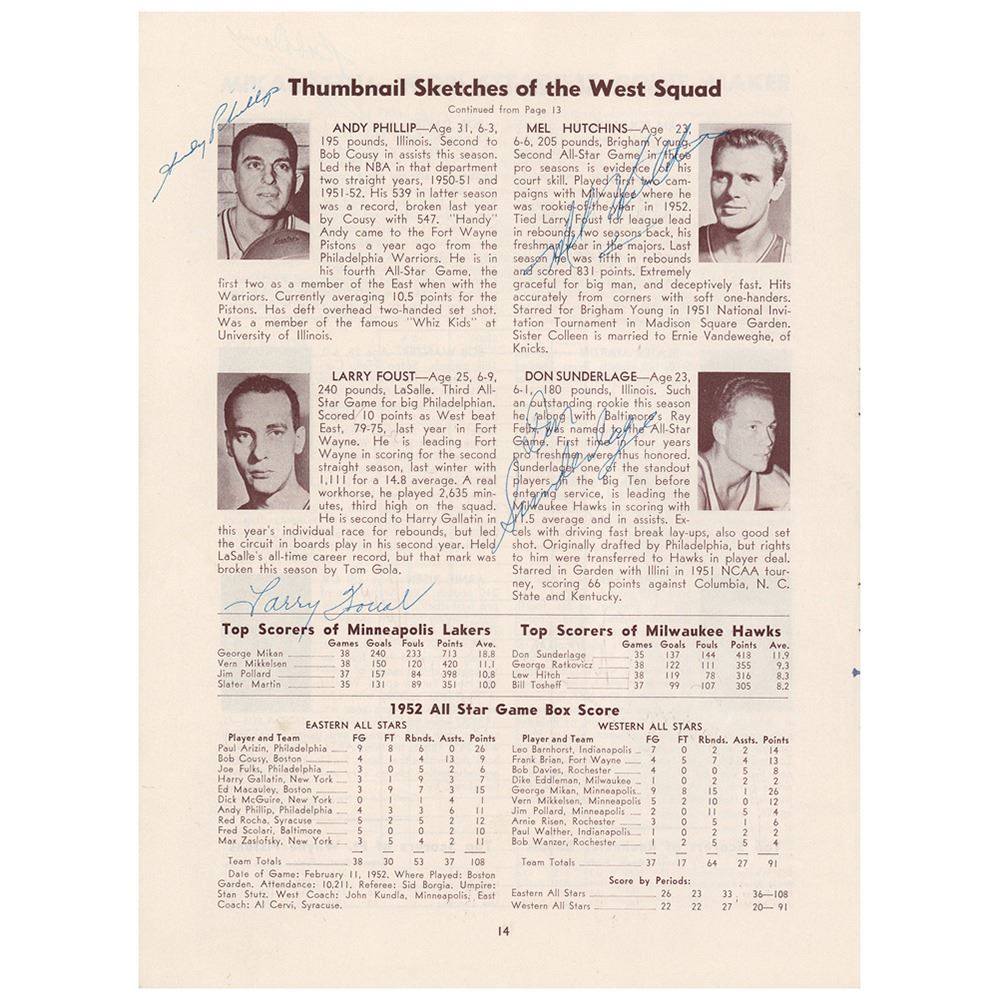 Thumbnail Sketches of the West Squad
Continued from Page 13
Andy Phillip
ANDY PHILLIP—Age 31, 6-3,
195 pounds, Illinois. Second to
Bob Cousy in assists this season.
Led the NBA in that department
two straight years, 1950-51 and
1951-52. His 539 in latter season
was a record, broken last year
by Cousy with 547. "Handy"
Andy came to the Fort Wayne
Pistons a year ago from the
Philadelphia Warriors. He is in
his fourth All-Star Game, the
first two as a member of the East when with the
Warriors. Currently averaging 10.5 points for the
Pistons. Has deft overhead two-handed set shot.
Was a member of the famous "Whiz Kids" at
University of Illinois.
MEL HUTCHINS—Age 23,
6-6, 205 pounds, Brigham Young.
Second All-Star Game in three
pro seasons is evidence of his
court skill. Played first two cam-
paigns with Milwaukee where he
was rookie-of-the-year in 1952.
Tied Larry Foust for league lead
in rebounds two seasons back, his
freshman year in the majors. Last
season he was fifth in rebounds
and scored 831 points. Extremely
graceful for big man, and deceptively fast. Hits
accurately from corners with soft one-handers.
Starred for Brigham Young in 1951 National Invi-
tation Tournament in Madison Square Garden.
Sister Colleen is married to Ernie Vandeweghe, of
Knicks.
Mel Hutchins
LARRY FOUST—Age 25, 6-9,
240 pounds, LaSalle. Third All-
Star Game for big Philadelphian.
Scored 10 points as West beat
East, 79-75, last year in Fort
Wayne. He is leading Fort
Wayne in scoring for the second
straight season, last winter with
1,111 for a 14.8 average. A real
workhorse, he played 2,635 min-
utes, third high on the squad.
He is second to Harry Gallatin in
this year's individual race for rebounds, but led
the circuit in boards play in his second year. Held
LaSalle's all-time career record, but that mark was
broken this season by Tom Gola.
Larry Foust
DON SUNDERLAGE—Age 23,
6-1, 180 pounds, Illinois. Such
an outstanding rookie this season
he, along with Baltimore's Ray
Felix, was named to the All-Star
Game. First time in four years
two freshmen were thus honored.
Sunderlage, one of the standout
players in the Big Ten before
entering service, is leading the
Milwaukee Hawks in scoring with
11.5 average and in assists. Ex-
cels with driving fast break lay-ups, also good set
shot. Originally drafted by Philadelphia, but rights
to him were transferred to Hawks in player deal.
Starred in Garden with Illini in 1951 NCAA tour-
ney, scoring 66 points against Columbia, N. C.
State and Kentucky.
Don
Sunderlage
Top Scorers of Minneapolis Lakers
Games Goals Fouls Points Ave.
George Mikan 38 240 233 713 18.8
Vern Mikkelsen 38 150 120 420 11.1
Jim Pollard 37 157 84 398 10.8
Slater Martin 35 131 89 351 10.0
Top Scorers of Milwaukee Hawks
Games Goals Fouls Points Ave.
Don Sunderlage 35 137 144 418 11.9
George Ratkovicz 38 122 111 355 9.3
Lew Hitch 38 119 78 316 8.3
Bill Tosheff 37 99 107 305 8.2
1952 All Star Game Box Score
EASTERN ALL STARS
Player and Team FG FT Rbnds. Assts. Points
Paul Arizin, Philadelphia 9 8 6 0 26
Bob Cousy, Boston 4 1 4 13 9
Joe Fulks, Philadelphia 3 0 5 2 6
Harry Gallatin, New York 3 1 9 3 7
Ed Macauley, Boston 3 9 7 3 15
Dick McGuire, New York 0 1 1 4 1
Andy Phillip, Philadelphia 4 3 3 6 11
Red Rocha, Syracuse 5 2 5 2 12
Fred Scolari, Baltimore 5 0 0 2 10
Max Zaslofsky, New York 3 5 4 2 11
Team Totals 38 30 53 37 108
Date of Game: February 11, 1952. Where Played: Boston
Garden. Attendance: 10,211. Referee: Sid Borgia. Umpire:
Stan Stutz. West Coach: John Kundla, Minneapolis; East
Coach: Al Cervi, Syracuse.
WESTERN ALL STARS
Player and Team FG FT Rbnds. Assts. Points
Leo Barnhorst, Indianapolis 7 0 2 2 14
Frank Brian, Fort Wayne 4 5 7 4 13
Bob Davies, Rochester 4 0 0 5 8
Dike Eddleman, Milwaukee 1 0 2 2 2
George Mikan, Minneapolis 9 8 15 1 26
Vern Mikkelsen, Minneapolis 5 2 10 0 12
Jim Pollard, Minneapolis 2 0 11 5 4
Arnie Risen, Rochester 3 0 5 1 6
Paul Walther, Indianapolis 1 0 2 2 2
Bob Wanzer, Rochester 1 2 5 5 4
Team Totals 37 17 64 27 91
Score by Periods:
Eastern All Stars 26 23 33 36—108
Western All Stars 22 22 27 20— 91
14